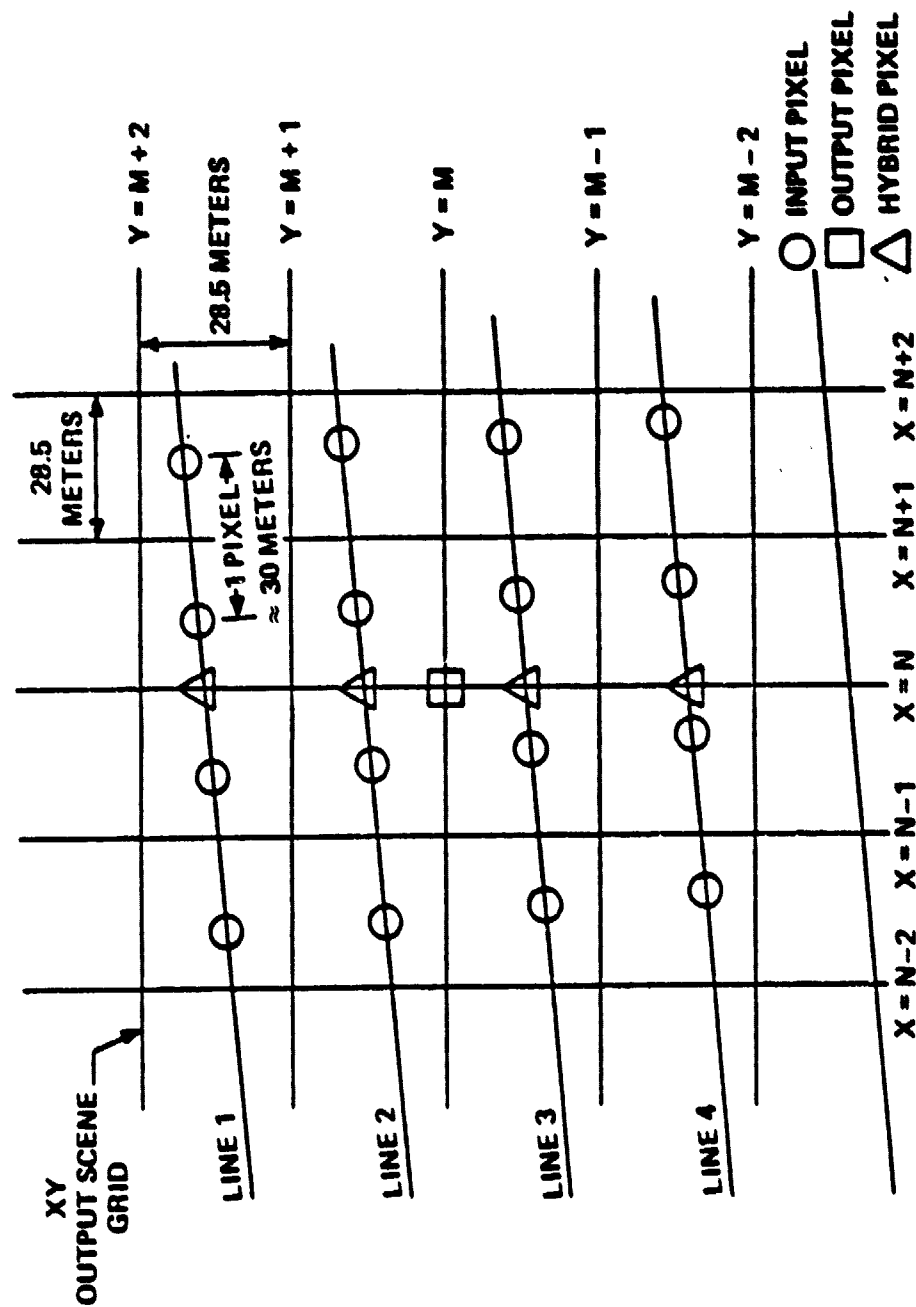 XY
OUTPUT SCENE
GRID
28.5
METERS
28.5 METERS
Y = M + 2
Y = M + 1
Y = M
Y = M − 1
Y = M − 2
1 PIXEL
≈ 30 METERS
LINE 1
LINE 2
LINE 3
LINE 4
X = N−2
X = N−1
X = N
X = N+1
X = N+2
INPUT PIXEL
OUTPUT PIXEL
HYBRID PIXEL